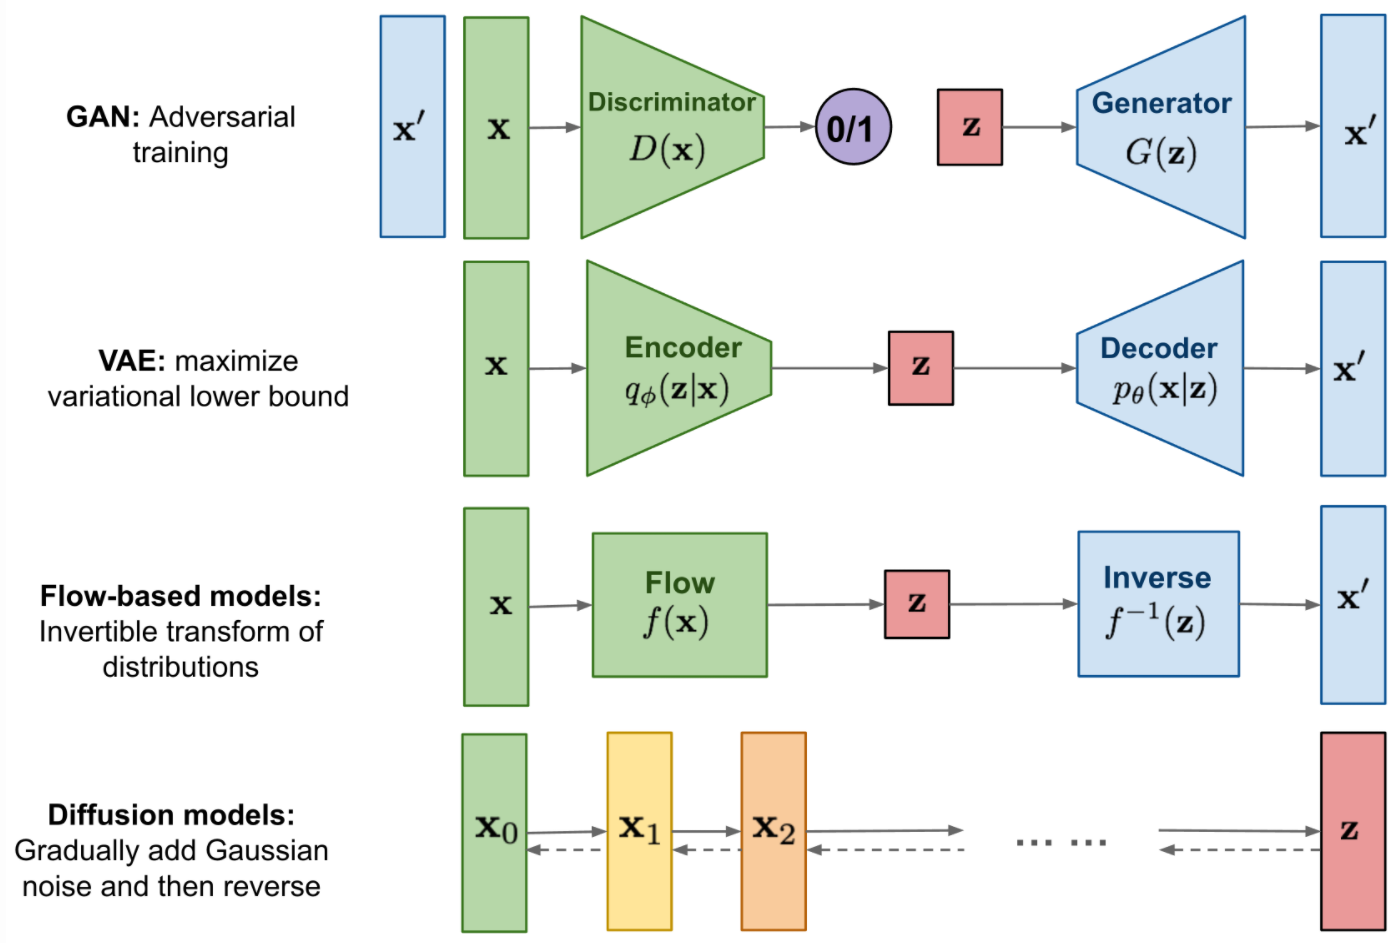 GAN: Adversarial
training
x′
x
Discriminator
D(x)
0/1
z
Generator
G(z)
x′
VAE: maximize
variational lower bound
x
Encoder
qϕ(z|x)
z
Decoder
pθ(x|z)
x′
Flow-based models:
Invertible transform of
distributions
x
Flow
f(x)
z
Inverse
f⁻¹(z)
x′
Diffusion models:
Gradually add Gaussian
noise and then reverse
x₀
x₁
x₂
... ...
z